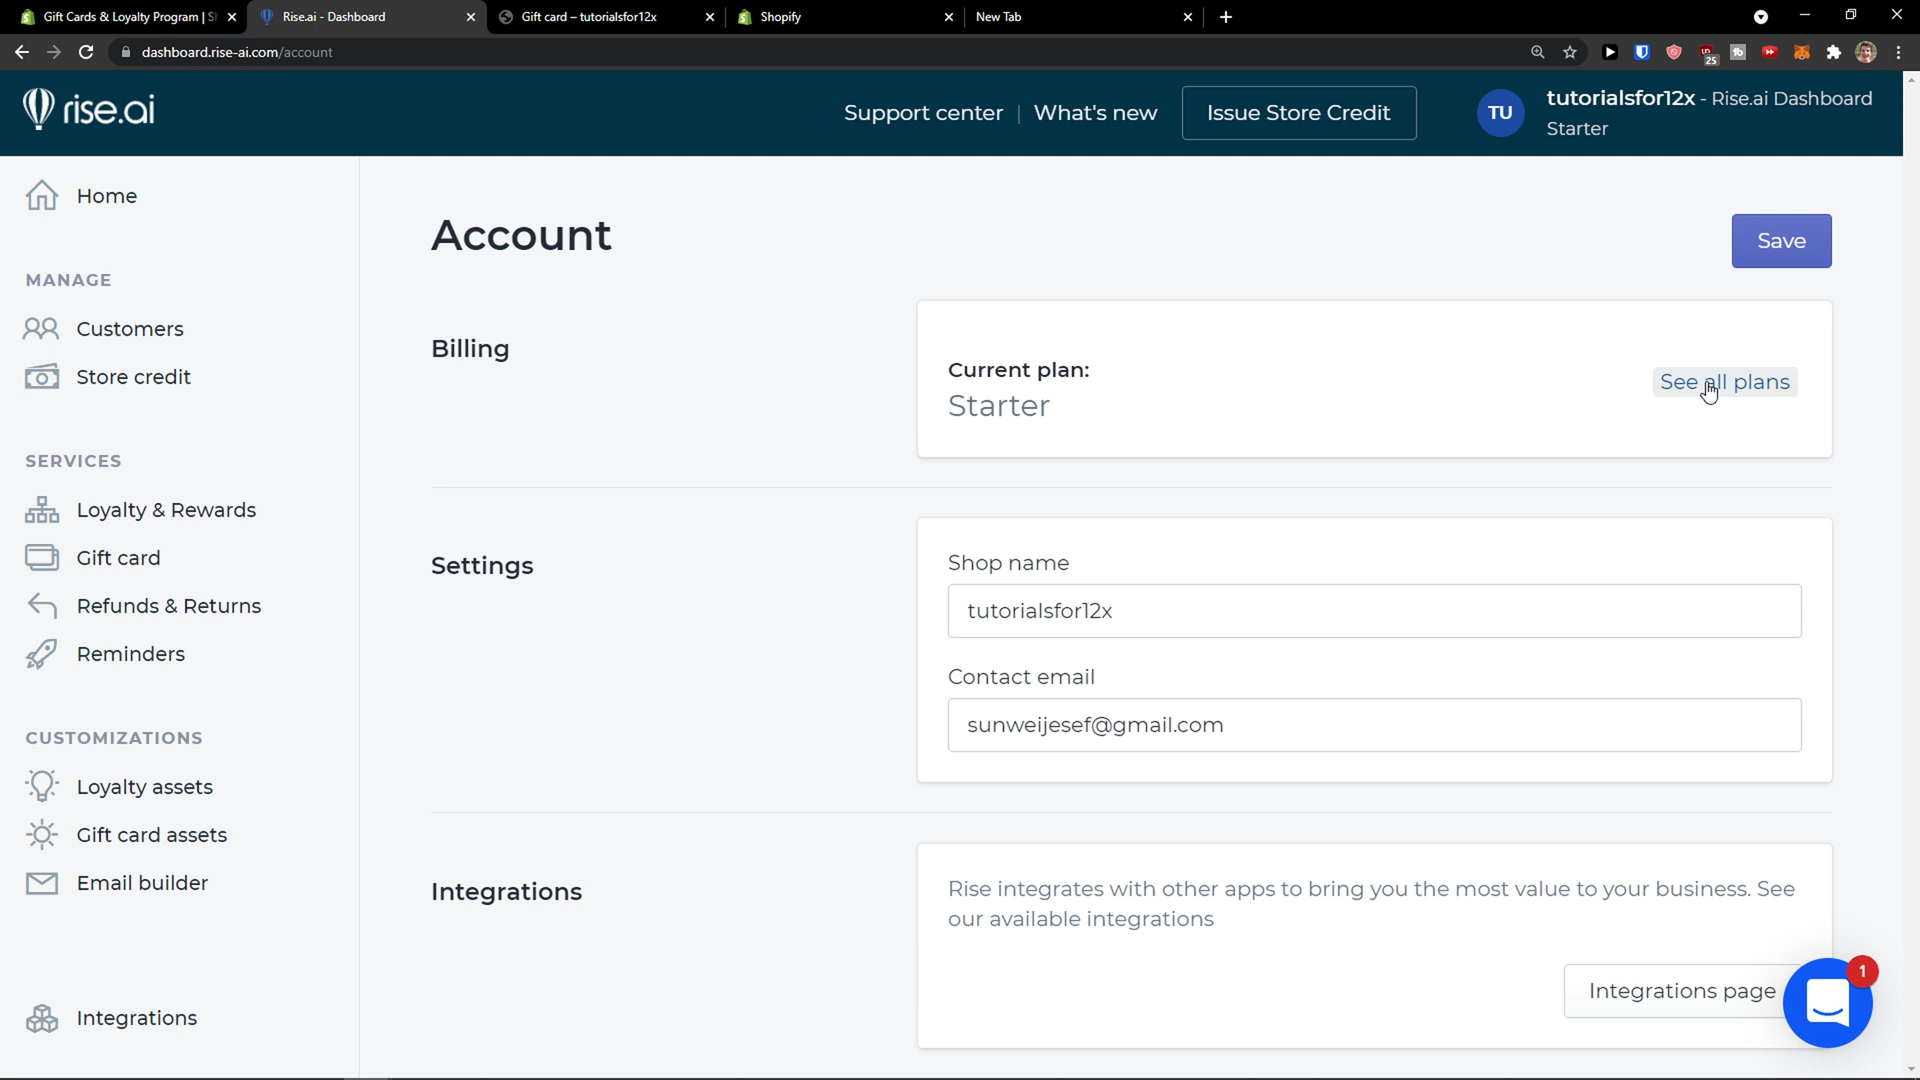 Gift Cards & Loyalty Program | S
Rise.ai - Dashboard
Gift card – tutorialsfor12x
Shopify
New Tab
dashboard.rise-ai.com/account
25
rise.ai
Support center
What's new
Issue Store Credit
TU
tutorialsfor12x - Rise.ai Dashboard
Starter
Home
MANAGE
Customers
Store credit
SERVICES
Loyalty & Rewards
Gift card
Refunds & Returns
Reminders
CUSTOMIZATIONS
Loyalty assets
Gift card assets
Email builder
Integrations
Account
Save
Billing
Current plan:
Starter
See all plans
Settings
Shop name
tutorialsfor12x
Contact email
sunweijesef@gmail.com
Integrations
Rise integrates with other apps to bring you the most value to your business. See
our available integrations
Integrations page
1